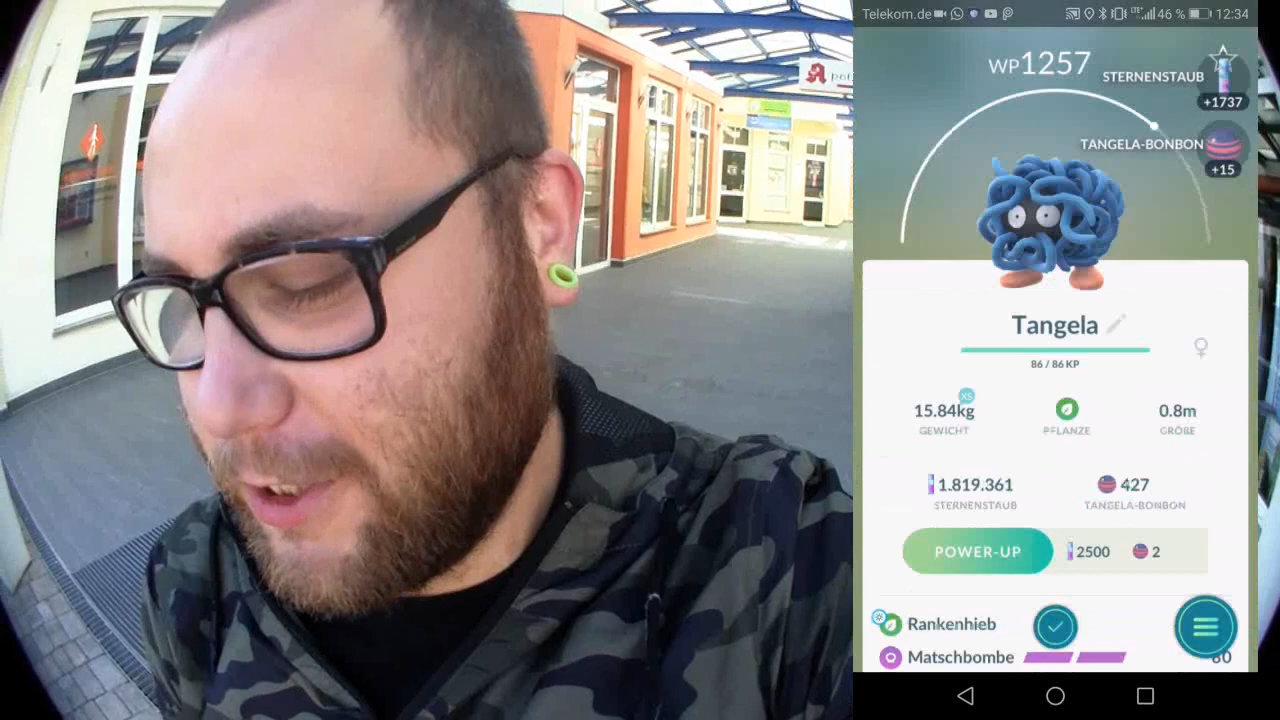 Telekom.de 46 % 12:34
WP1257
STERNENSTAUB
+1737
TANGELA-BONBON
+15
Tangela
86 / 86 KP
XS
15.84kg
GEWICHT
PFLANZE
0.8m
GRÖßE
1.819.361
STERNENSTAUB
427
TANGELA-BONBON
POWER-UP
2500
2
Rankenhieb
Matschbombe